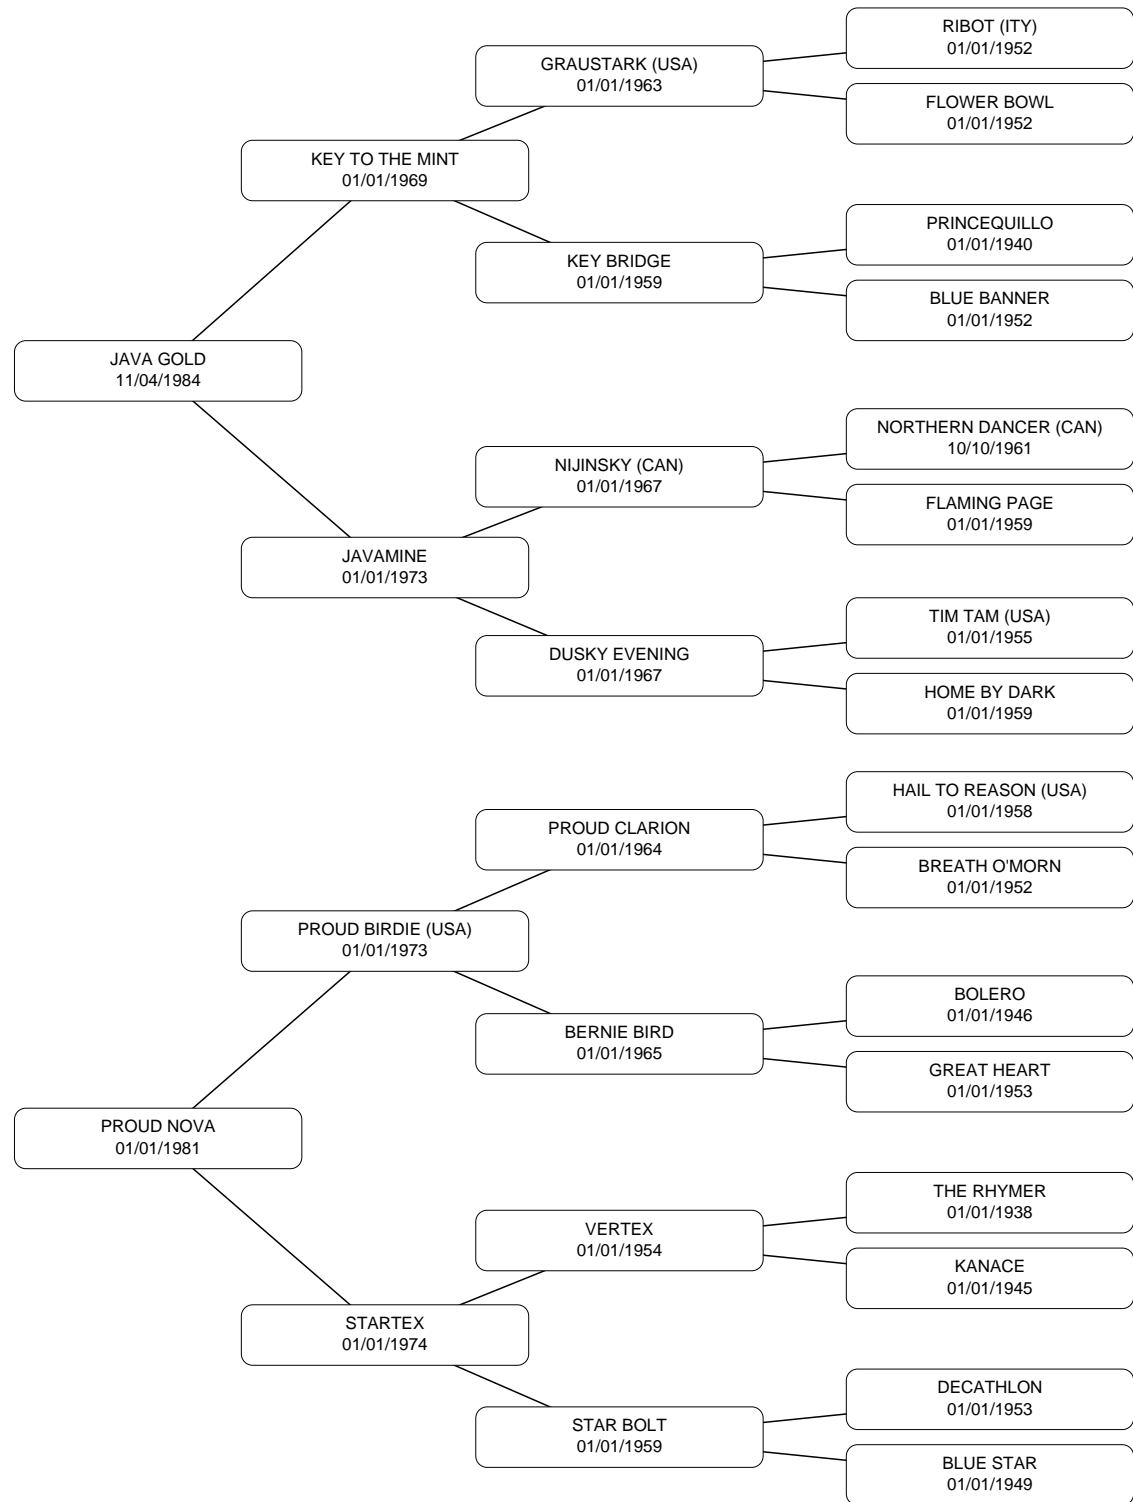 RIBOT (ITY)
01/01/1952
GRAUSTARK (USA)
01/01/1963
FLOWER BOWL
01/01/1952
KEY TO THE MINT
01/01/1969
PRINCEQUILLO
01/01/1940
KEY BRIDGE
01/01/1959
BLUE BANNER
01/01/1952
JAVA GOLD
11/04/1984
NORTHERN DANCER (CAN)
10/10/1961
NIJINSKY (CAN)
01/01/1967
FLAMING PAGE
01/01/1959
JAVAMINE
01/01/1973
TIM TAM (USA)
01/01/1955
DUSKY EVENING
01/01/1967
HOME BY DARK
01/01/1959
HAIL TO REASON (USA)
01/01/1958
PROUD CLARION
01/01/1964
BREATH O'MORN
01/01/1952
PROUD BIRDIE (USA)
01/01/1973
BOLERO
01/01/1946
BERNIE BIRD
01/01/1965
GREAT HEART
01/01/1953
PROUD NOVA
01/01/1981
THE RHYMER
01/01/1938
VERTEX
01/01/1954
KANACE
01/01/1945
STARTEX
01/01/1974
DECATHLON
01/01/1953
STAR BOLT
01/01/1959
BLUE STAR
01/01/1949